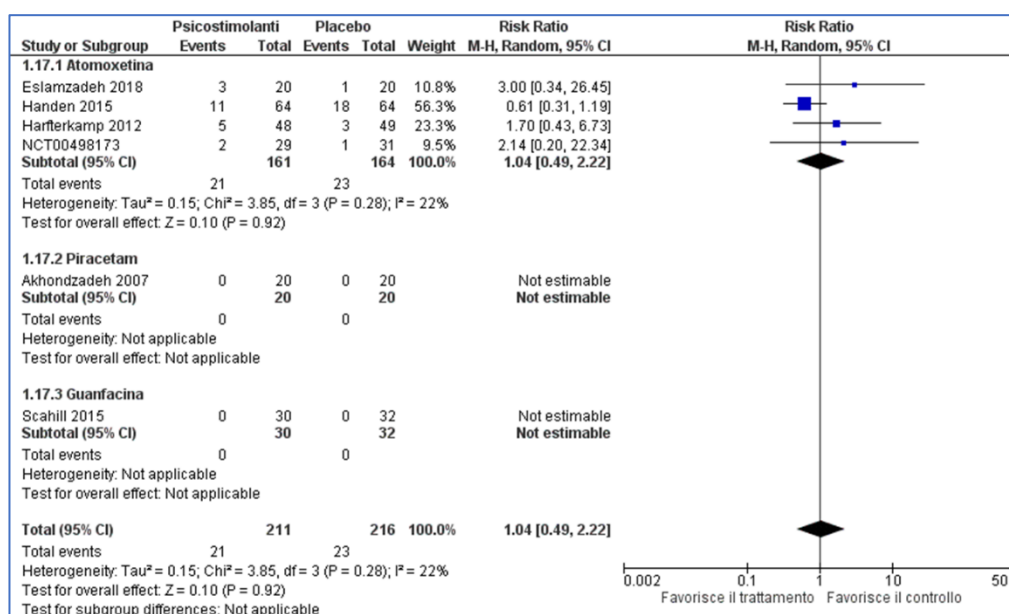 Psicostimolanti Placebo Risk Ratio Risk Ratio
Study or Subgroup Events Total Events Total Weight M-H, Random, 95% CI M-H, Random, 95% CI
1.17.1 Atomoxetina
Eslamzadeh 2018 3 20 1 20 10.8% 3.00 [0.34, 26.45]
Handen 2015 11 64 18 64 56.3% 0.61 [0.31, 1.19]
Harfterkamp 2012 5 48 3 49 23.3% 1.70 [0.43, 6.73]
NCT00498173 2 29 1 31 9.5% 2.14 [0.20, 22.34]
Subtotal (95% CI) 161 164 100.0% 1.04 [0.49, 2.22]
Total events 21 23
Heterogeneity: Tau² = 0.15; Chi² = 3.85, df = 3 (P = 0.28); I² = 22%
Test for overall effect: Z = 0.10 (P = 0.92)
1.17.2 Piracetam
Akhondzadeh 2007 0 20 0 20 Not estimable
Subtotal (95% CI) 20 20 Not estimable
Total events 0 0
Heterogeneity: Not applicable
Test for overall effect: Not applicable
1.17.3 Guanfacina
Scahill 2015 0 30 0 32 Not estimable
Subtotal (95% CI) 30 32 Not estimable
Total events 0 0
Heterogeneity: Not applicable
Test for overall effect: Not applicable
Total (95% CI) 211 216 100.0% 1.04 [0.49, 2.22]
Total events 21 23
Heterogeneity: Tau² = 0.15; Chi² = 3.85, df = 3 (P = 0.28); I² = 22%
Test for overall effect: Z = 0.10 (P = 0.92)
Test for subgroup differences: Not applicable
0.002 0.1 1 10 50
Favorisce il trattamento Favorisce il controllo